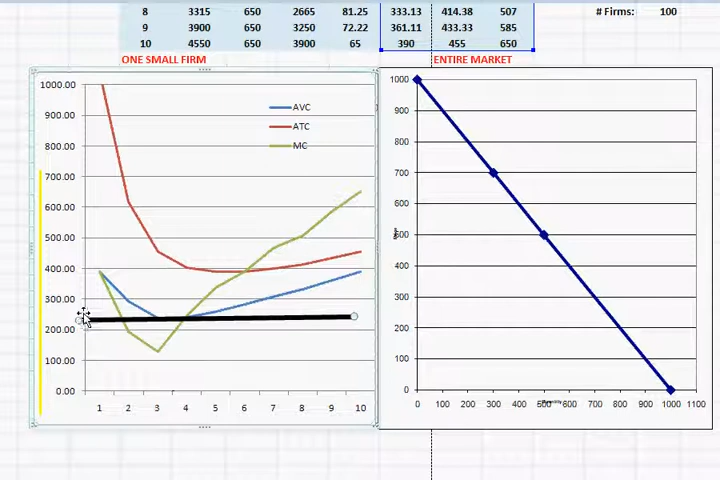 8 3315 650 2665 81.25 333.13 414.38 507 # Firms: 100
9 3900 650 3250 72.22 361.11 433.33 585
10 4550 650 3900 65 390 455 650
ONE SMALL FIRM ENTIRE MARKET
1000.00
900.00
800.00
700.00
600.00
500.00
400.00
300.00
200.00
100.00
0.00
1 2 3 4 5 6 7 8 9 10
AVC
ATC
MC
1000
900
800
700
600
500
400
300
200
100
0
0 100 200 300 400 500 600 700 800 900 1000 1100